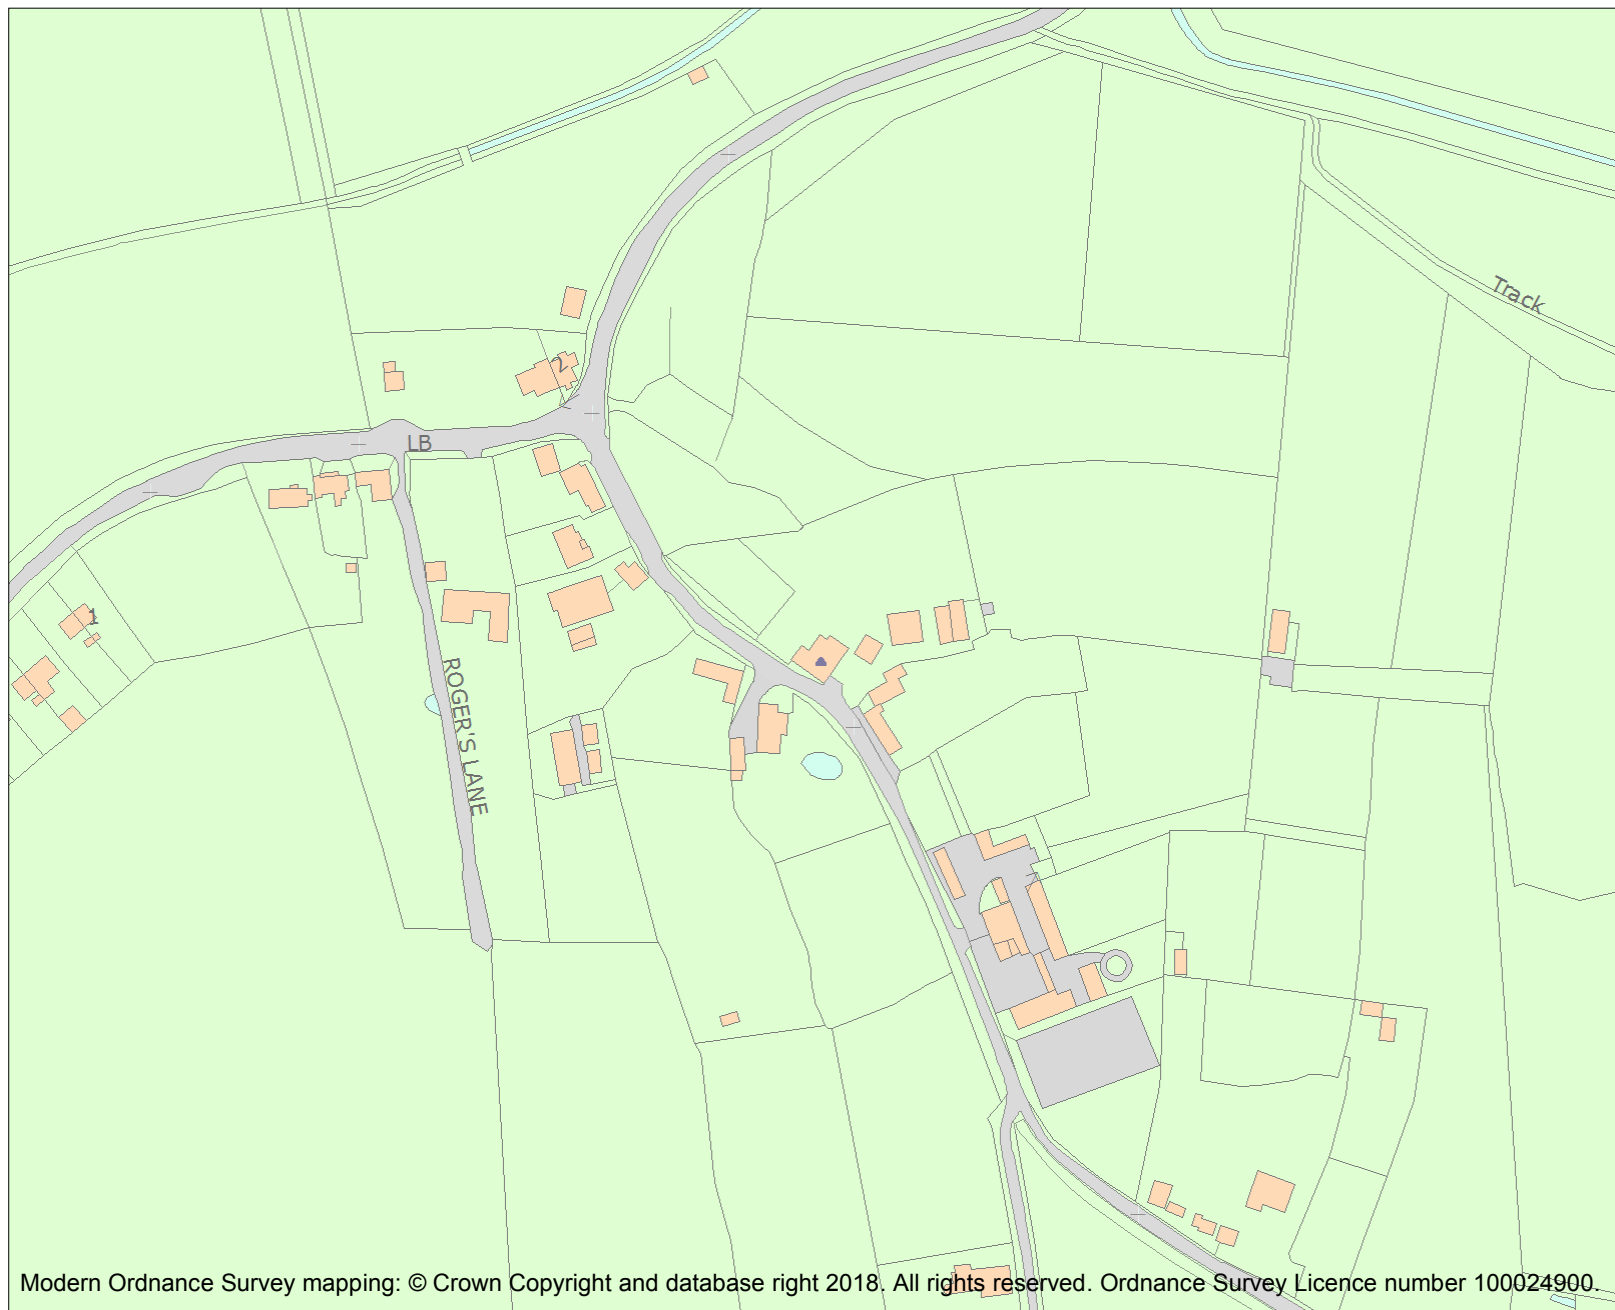 Track
2
LB
1
ROGER'S LANE
Modern Ordnance Survey mapping: © Crown Copyright and database right 2018. All rights reserved. Ordnance Survey Licence number 100024900.